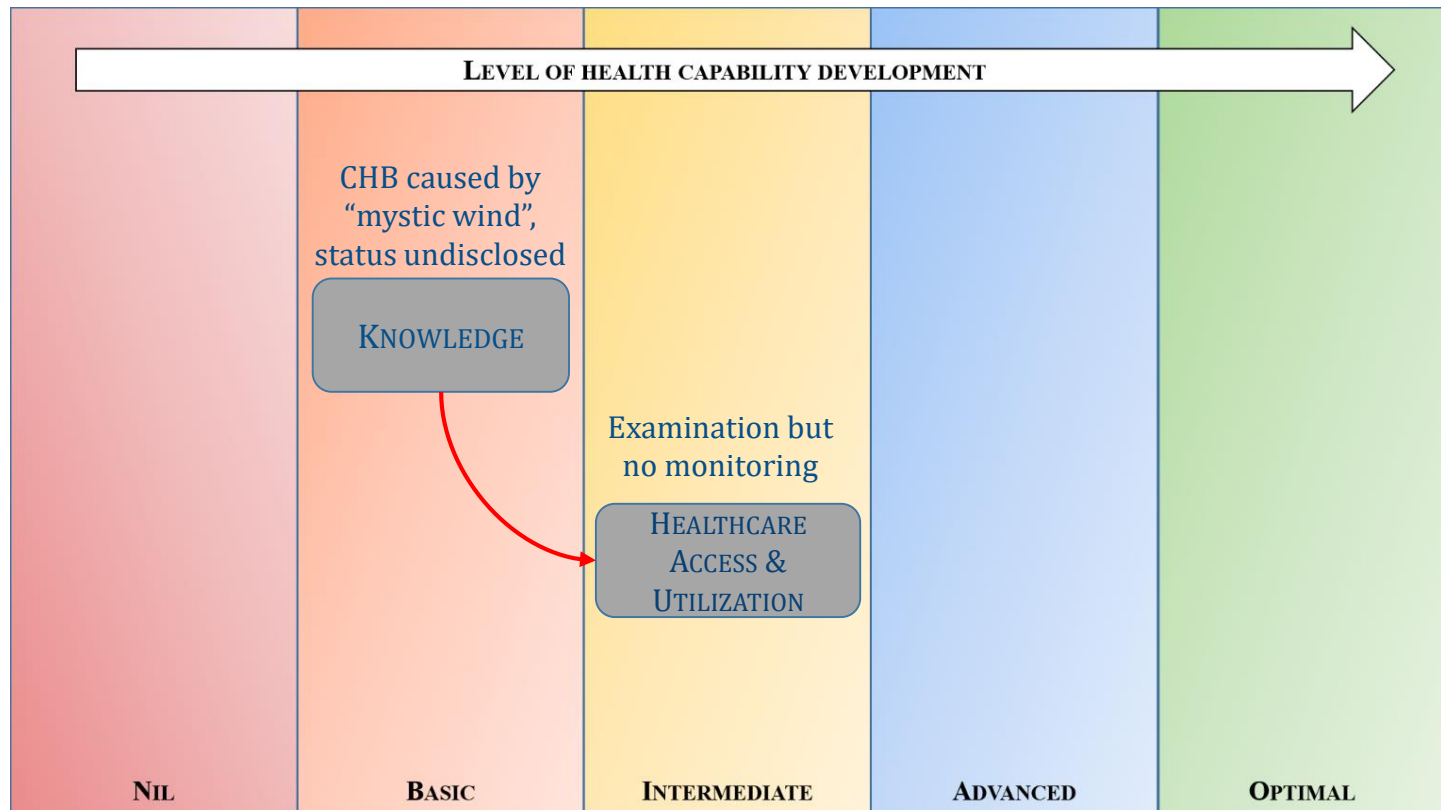 LEVEL OF HEALTH CAPABILITY DEVELOPMENT
CHB caused by
“mystic wind”,
status undisclosed
KNOWLEDGE
Examination but
no monitoring
HEALTHCARE
ACCESS &
UTILIZATION
NIL
BASIC
INTERMEDIATE
ADVANCED
OPTIMAL